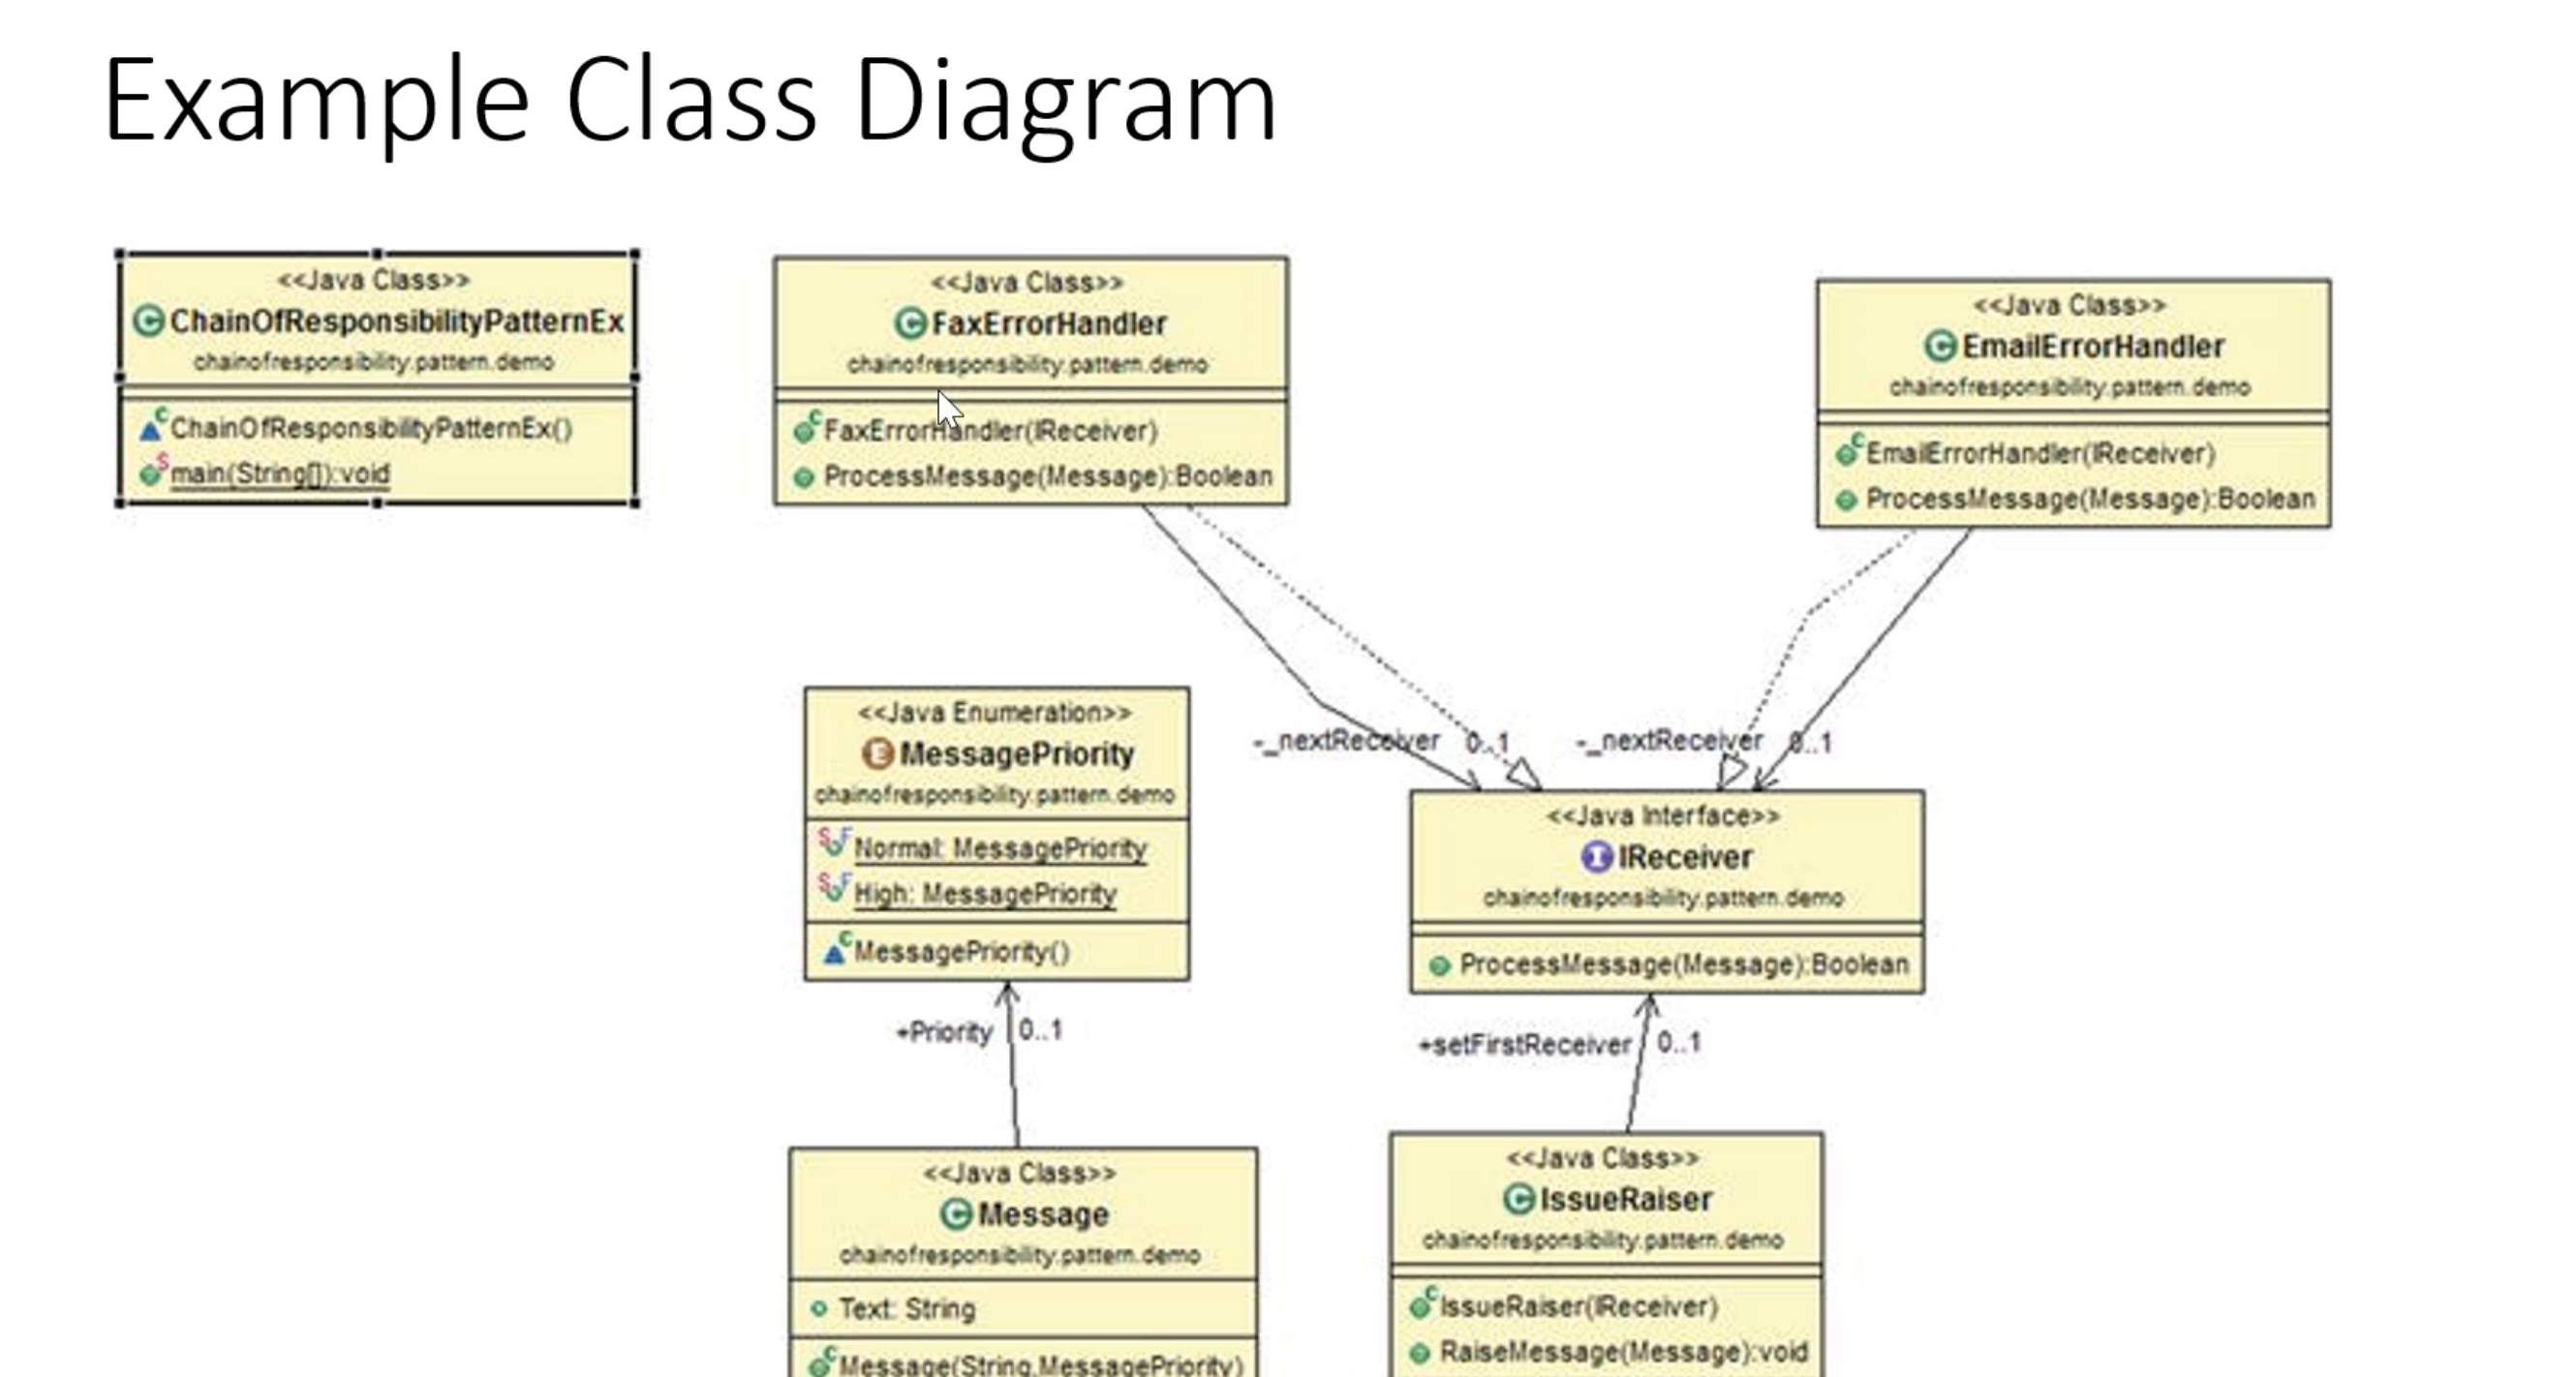 Example Class Diagram
<<Java Class>>
ChainOfResponsibilityPatternEx
chainofresponsibility.pattern.demo
ChainOfResponsibilityPatternEx()
main(String[]):void
<<Java Class>>
FaxErrorHandler
chainofresponsibility.pattern.demo
FaxErrorHandler(IReceiver)
ProcessMessage(Message):Boolean
<<Java Class>>
EmailErrorHandler
chainofresponsibility.pattern.demo
EmailErrorHandler(IReceiver)
ProcessMessage(Message):Boolean
-_nextReceiver 0..1
-_nextReceiver 0..1
<<Java Enumeration>>
MessagePriority
chainofresponsibility.pattern.demo
Normal: MessagePriority
High: MessagePriority
MessagePriority()
<<Java Interface>>
IReceiver
chainofresponsibility.pattern.demo
ProcessMessage(Message):Boolean
+Priority 0..1
+setFirstReceiver 0..1
<<Java Class>>
Message
chainofresponsibility.pattern.demo
Text: String
Message(String,MessagePriority)
<<Java Class>>
IssueRaiser
chainofresponsibility.pattern.demo
IssueRaiser(IReceiver)
RaiseMessage(Message):void